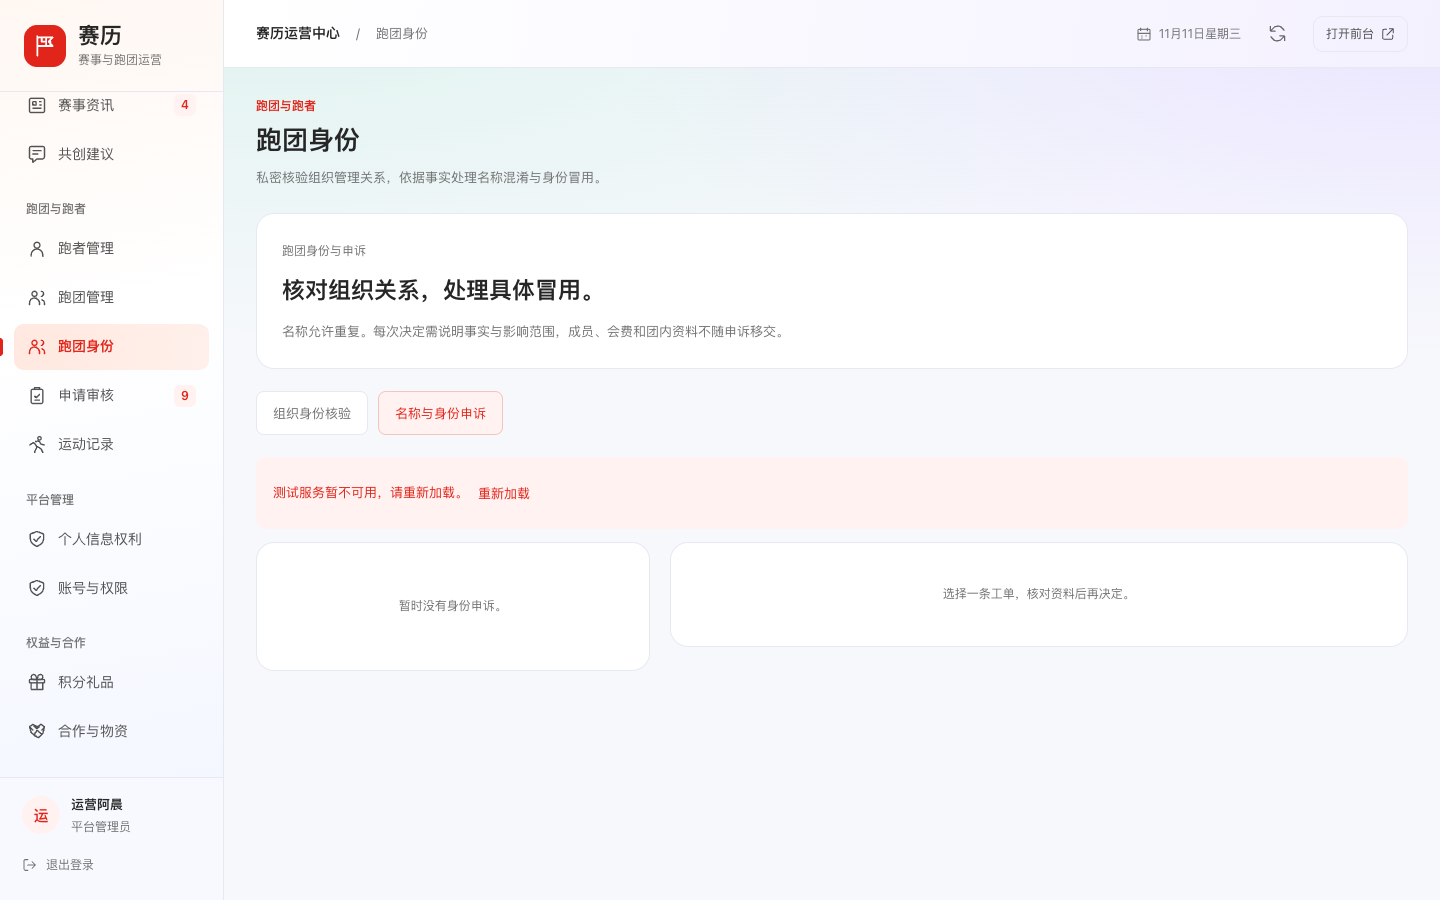 赛历
赛事与跑团运营
赛事资讯 4
共创建议
跑团与跑者
跑者管理
跑团管理
跑团身份
申请审核 9
运动记录
平台管理
个人信息权利
账号与权限
权益与合作
积分礼品
合作与物资
运
运营阿晨
平台管理员
退出登录
赛历运营中心 / 跑团身份
11月11日星期三
打开前台
跑团与跑者
跑团身份
私密核验组织管理关系，依据事实处理名称混淆与身份冒用。
跑团身份与申诉
核对组织关系，处理具体冒用。
名称允许重复。每次决定需说明事实与影响范围，成员、会费和团内资料不随申诉移交。
组织身份核验
名称与身份申诉
测试服务暂不可用，请重新加载。 重新加载
暂时没有身份申诉。
选择一条工单，核对资料后再决定。